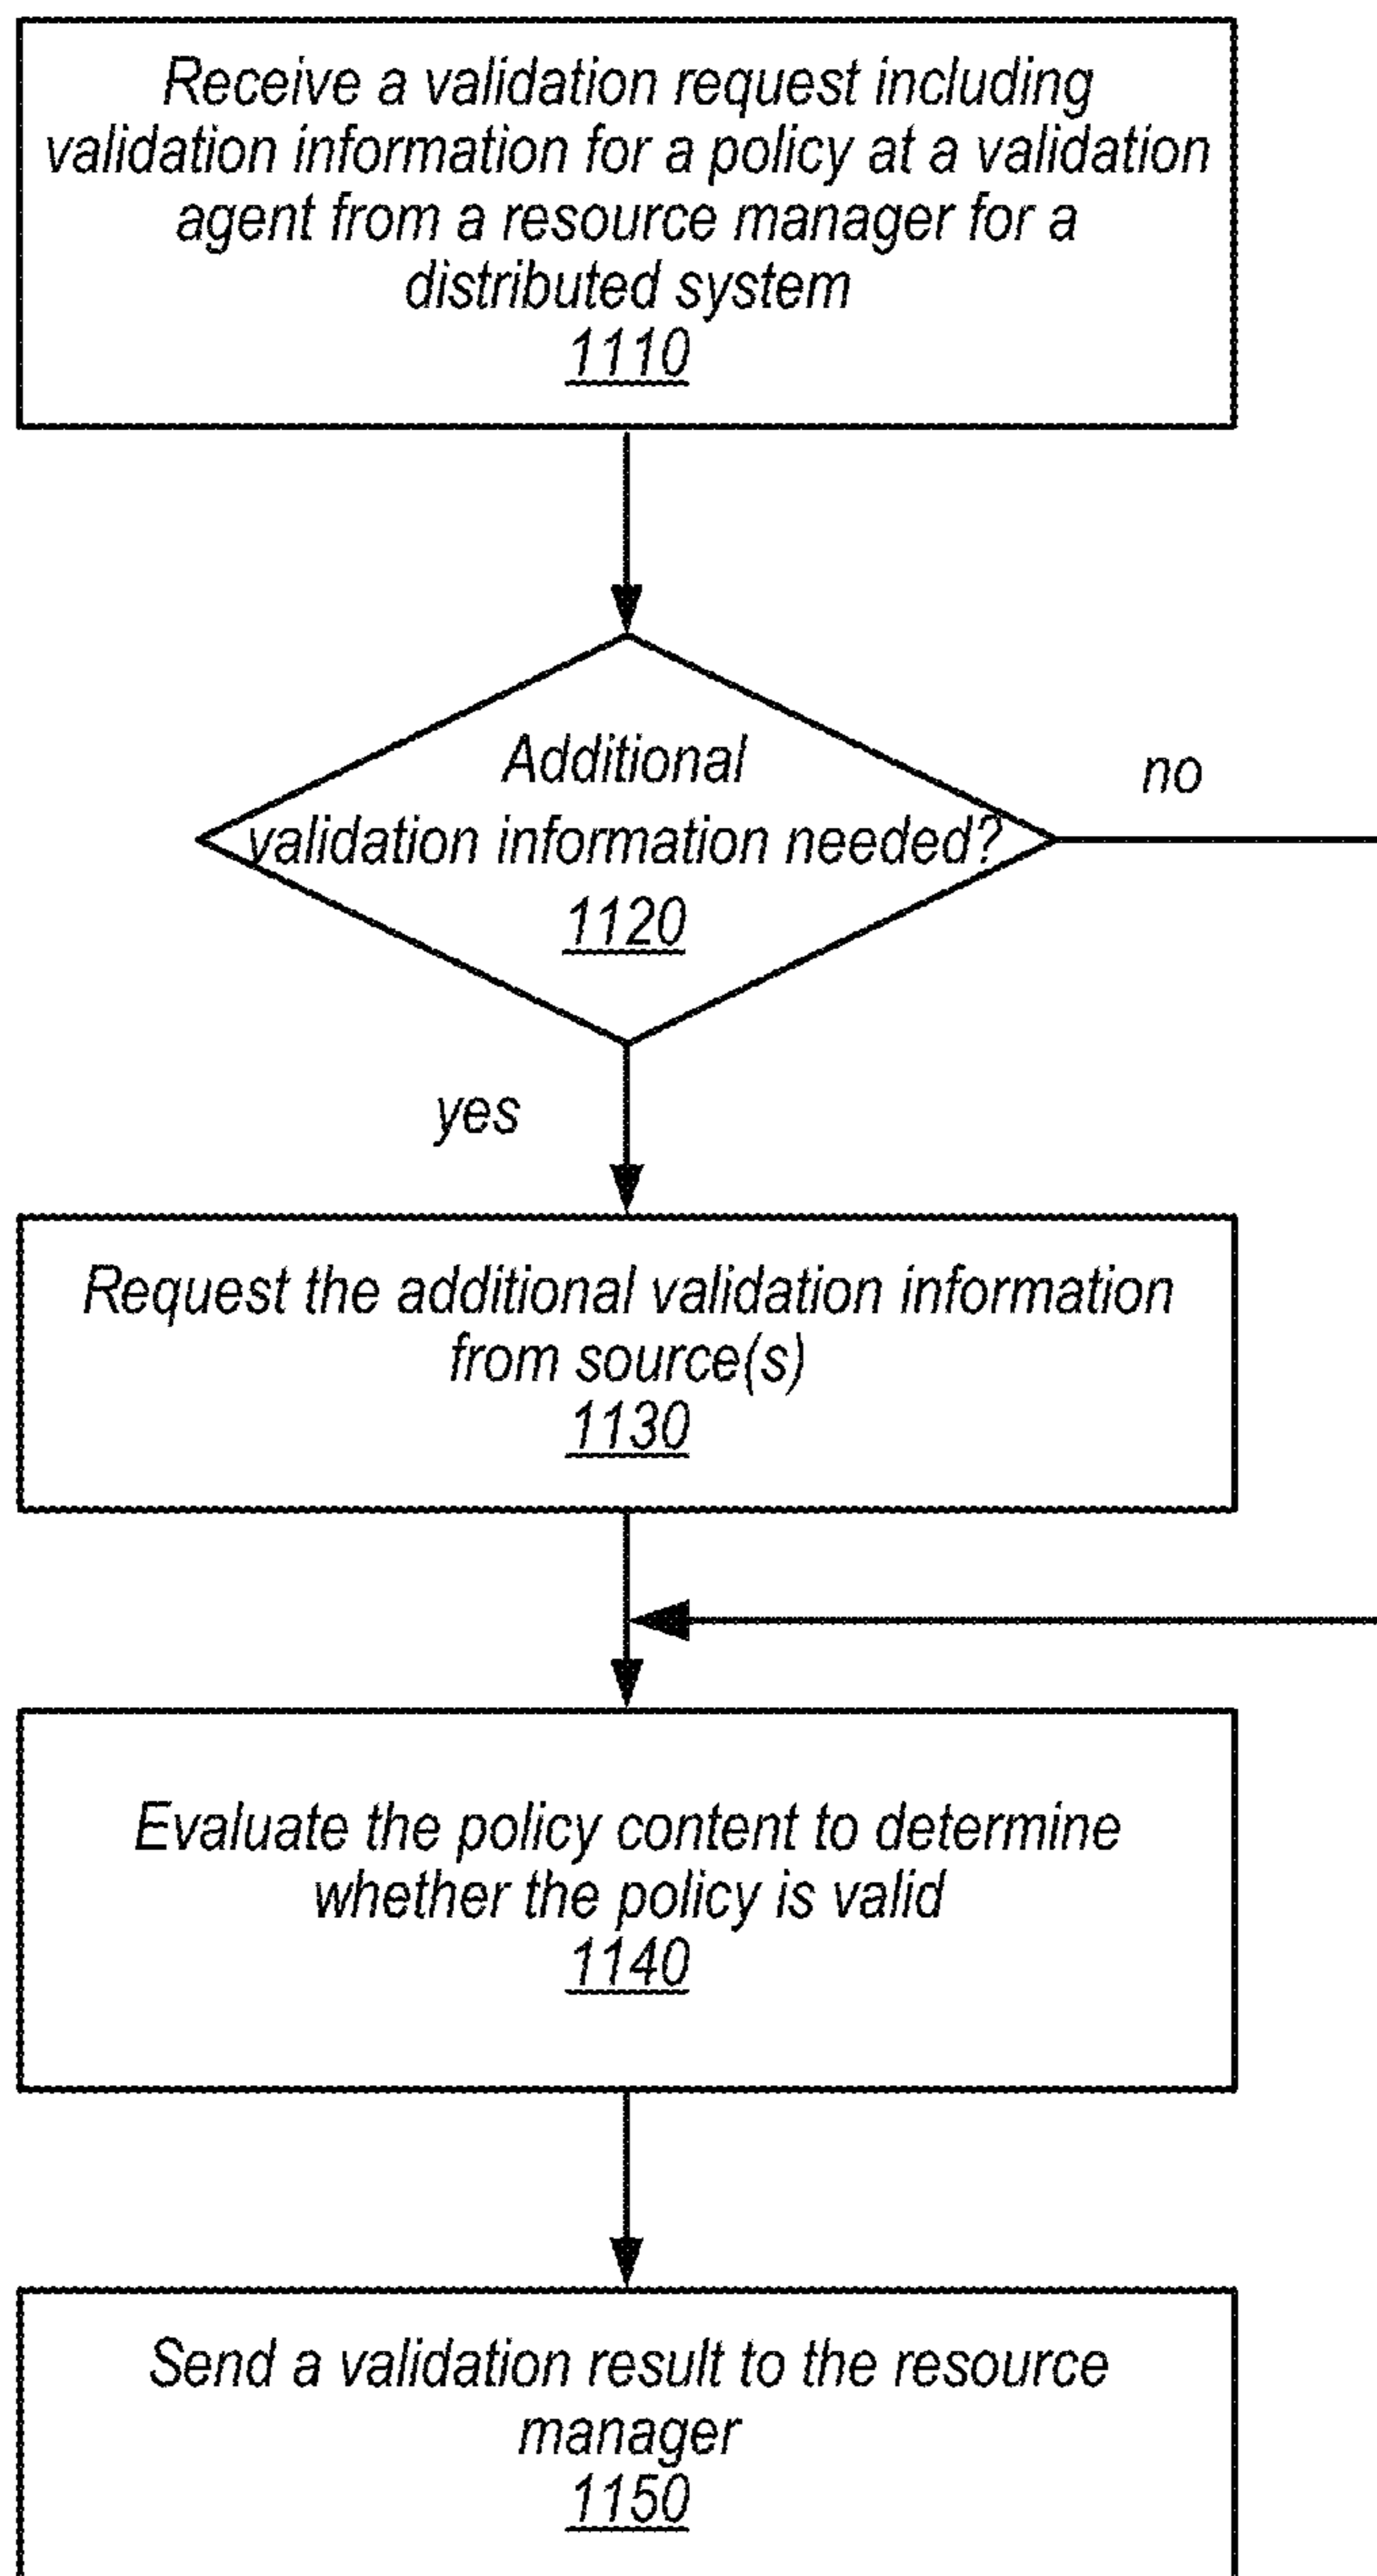 Receive a validation request including
validation information for a policy at a validation
agent from a resource manager for a
distributed system
1110
Additional
validation information needed?
1120
no
yes
Request the additional validation information
from source(s)
1130
Evaluate the policy content to determine
whether the policy is valid
1140
Send a validation result to the resource
manager
1150